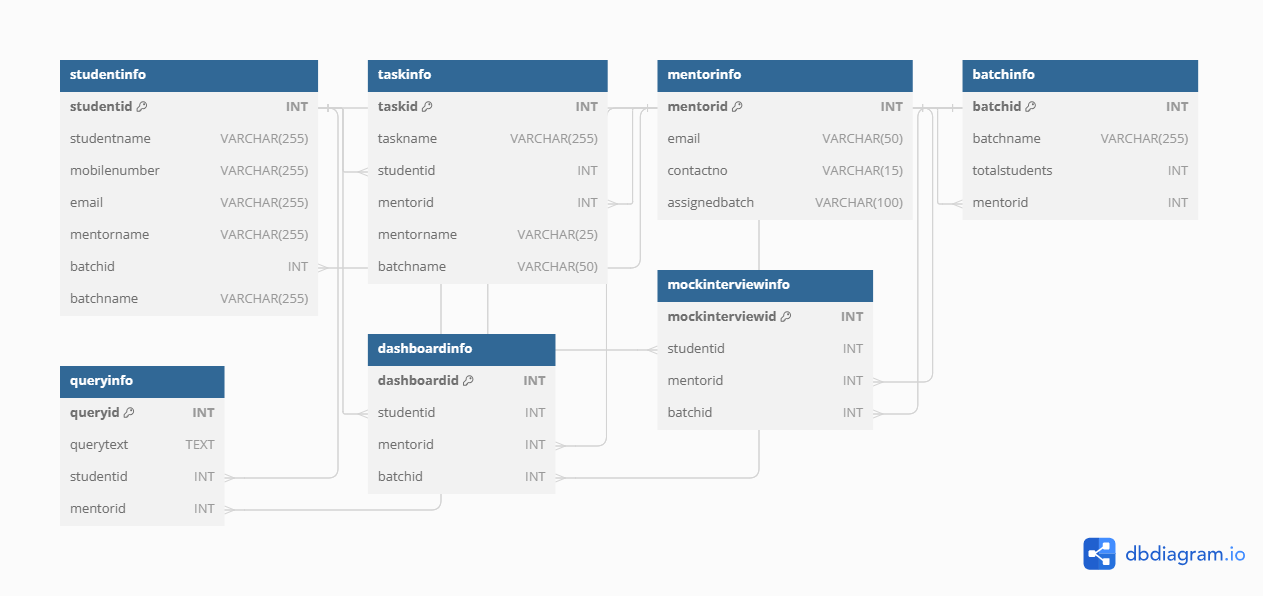 studentinfo
studentid INT
studentname VARCHAR(255)
mobilenumber VARCHAR(255)
email VARCHAR(255)
mentorname VARCHAR(255)
batchid INT
batchname VARCHAR(255)
taskinfo
taskid INT
taskname VARCHAR(255)
studentid INT
mentorid INT
mentorname VARCHAR(25)
batchname VARCHAR(50)
mentorinfo
mentorid INT
email VARCHAR(50)
contactno VARCHAR(15)
assignedbatch VARCHAR(100)
batchinfo
batchid INT
batchname VARCHAR(255)
totalstudents INT
mentorid INT
mockinterviewinfo
mockinterviewid INT
studentid INT
mentorid INT
batchid INT
dashboardinfo
dashboardid INT
studentid INT
mentorid INT
batchid INT
queryinfo
queryid INT
querytext TEXT
studentid INT
mentorid INT
dbdiagram.io